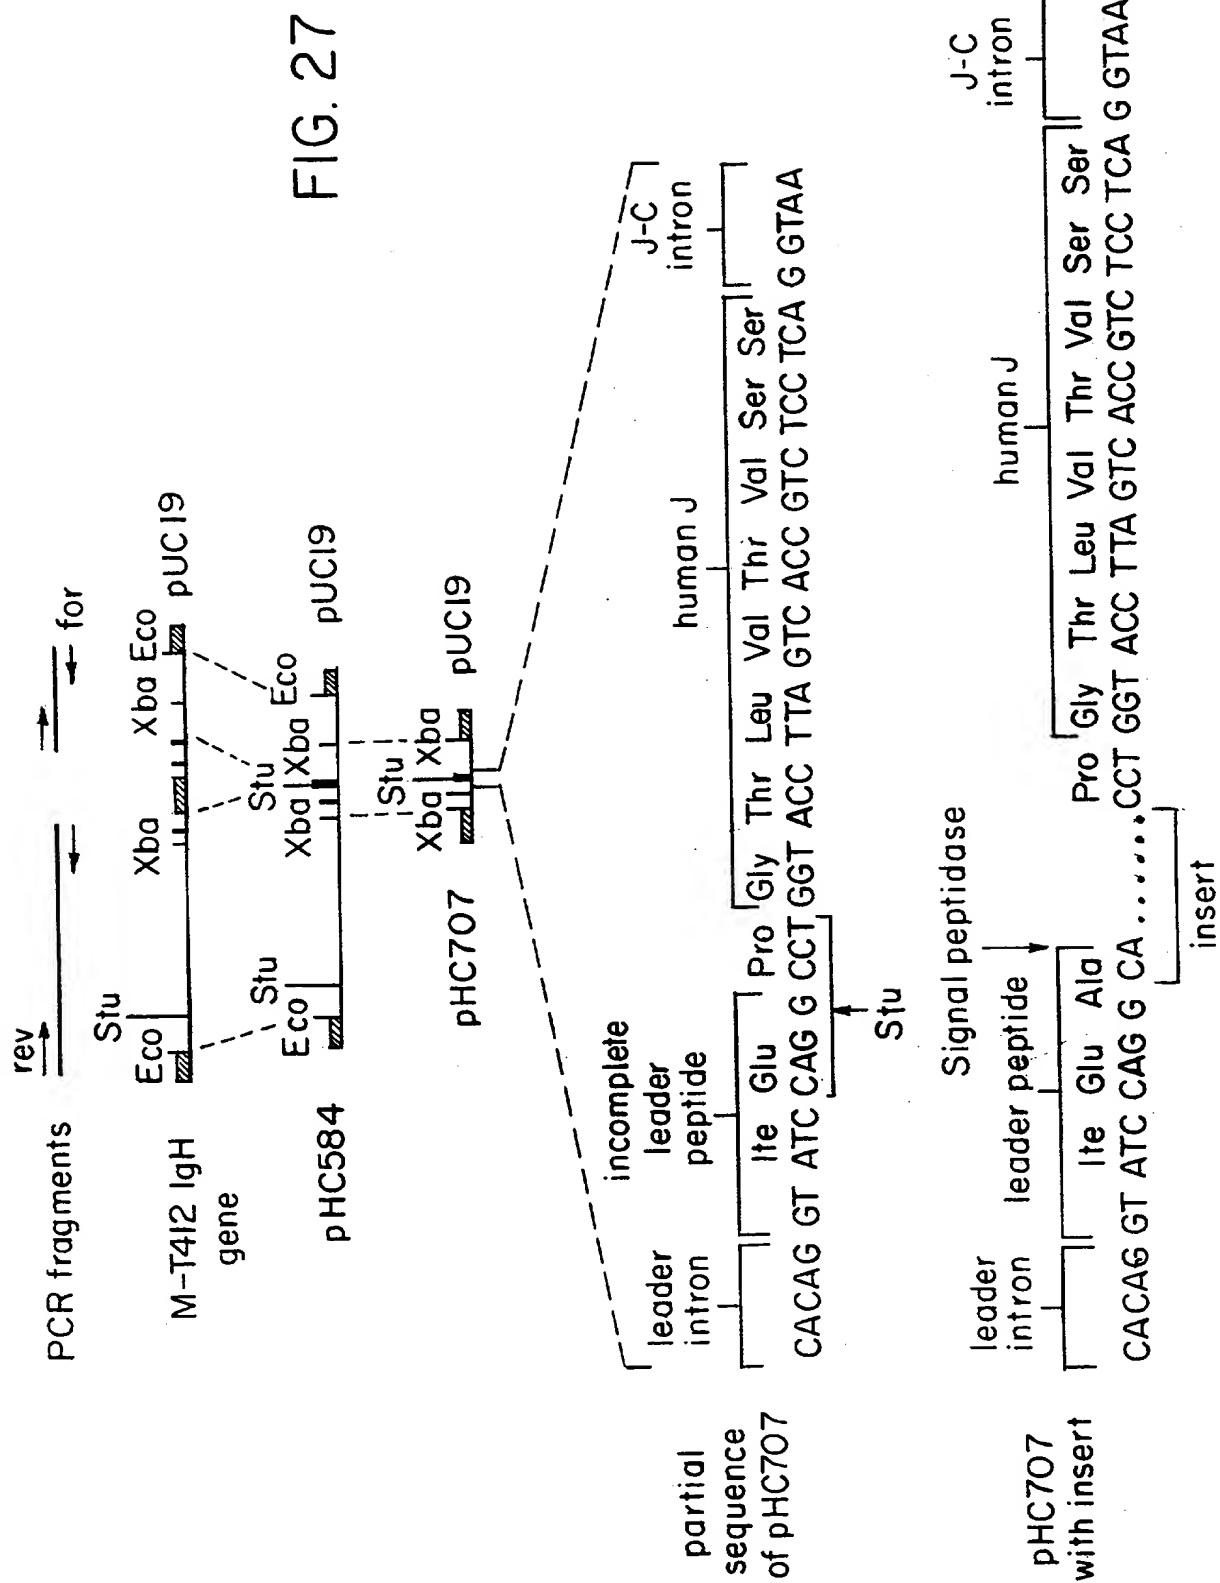 FIG. 27
PCR fragments
rev
for
M-T412 IgH
gene
Eco
Stu
Xba
Xba
Eco
pUC19
pHC584
Eco
Stu
Xba
Stu
Xba
Eco
pUC19
pHC707
Xba
Stu
Xba
pUC19
partial
sequence
of pHC707
leader
intron
incomplete
leader
peptide
human J
J-C
intron
Ite Glu Pro Gly Thr Leu Val Thr Val Ser Ser
CACAG GT ATC CAG G CCT GGT ACC TTA GTC ACC GTC TCC TCA G GTAA
Stu
pHC707
with insert
leader
intron
leader peptide
Signal peptidase
human J
J-C
intron
Ite Glu Ala Pro Gly Thr Leu Val Thr Val Ser Ser
CACAG GT ATC CAG G CA.......CCT GGT ACC TTA GTC ACC GTC TCC TCA G GTAA
insert